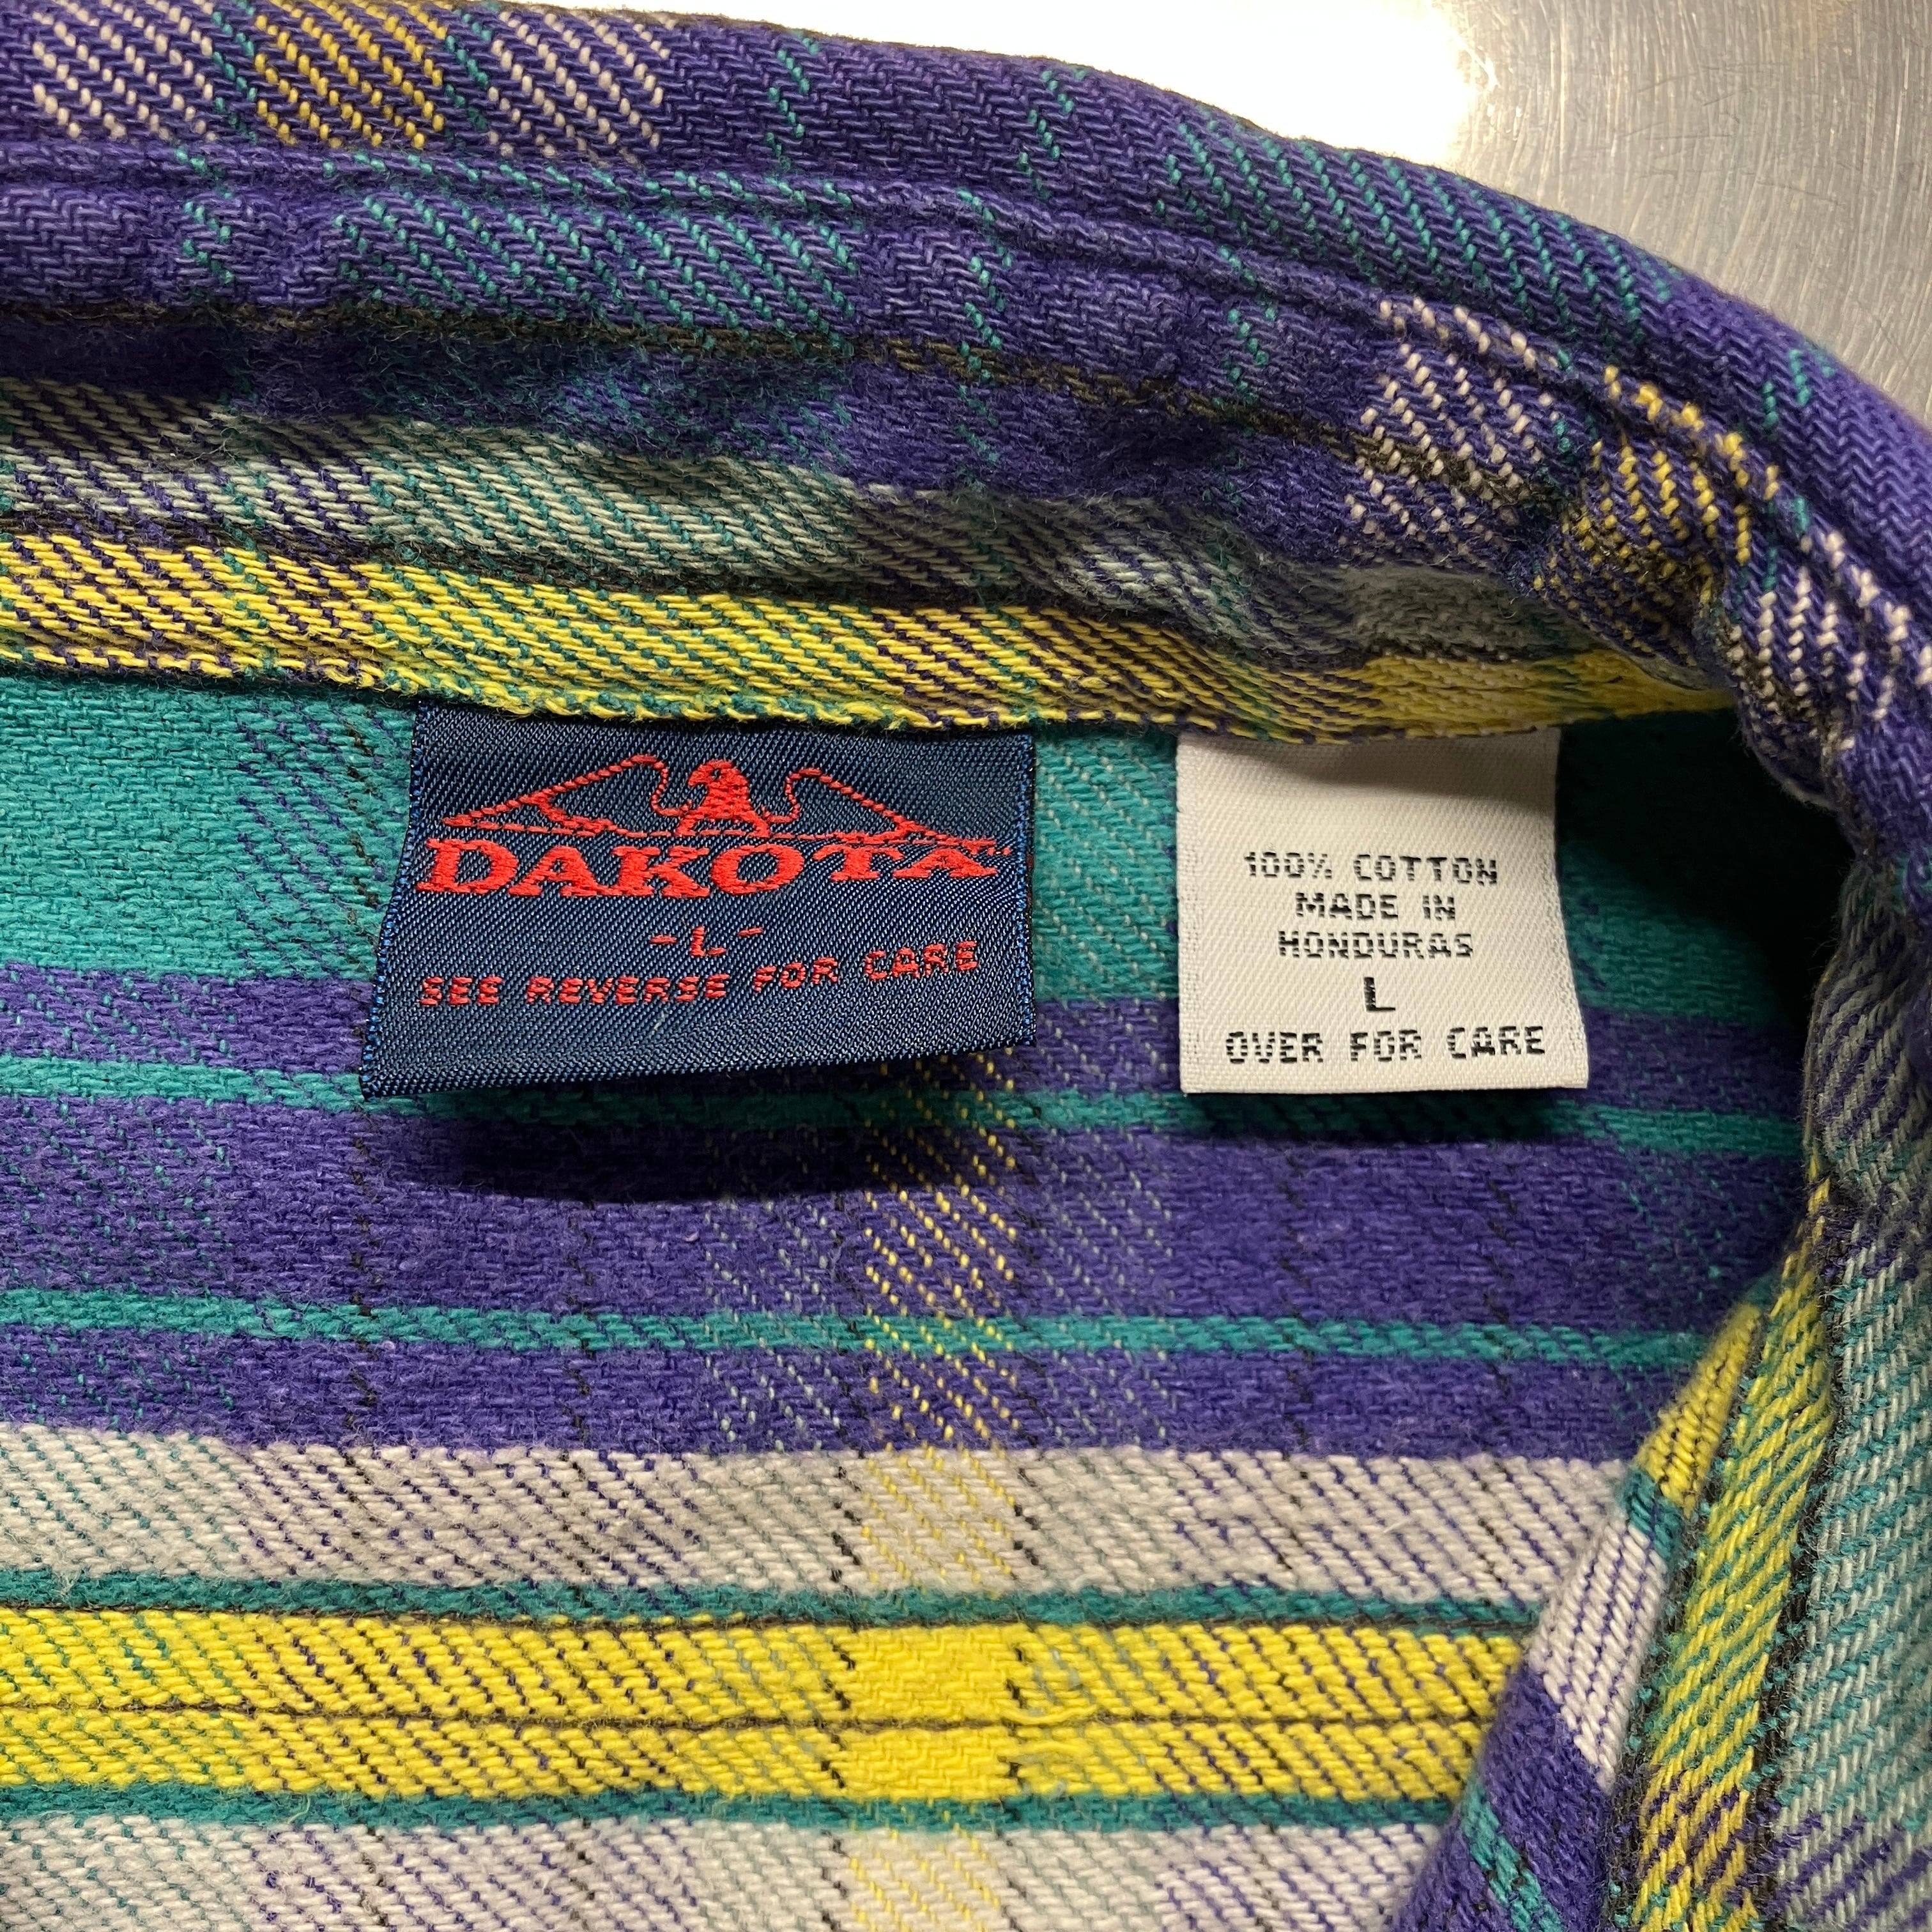 DAKOTA
-L-
SEE REVERSE FOR CARE
100% COTTON
MADE IN
HONDURAS
L
OVER FOR CARE